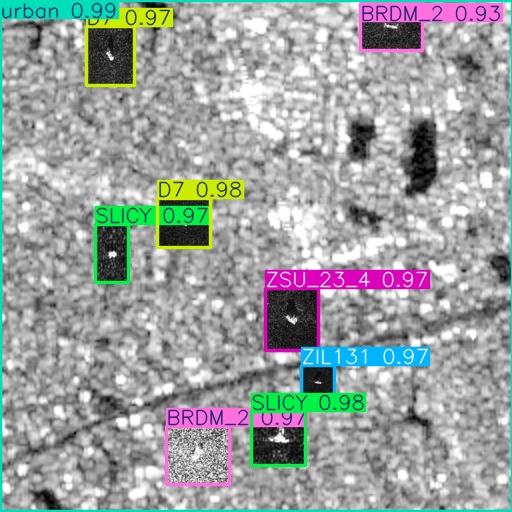 urban 0.99
D7 0.97
BRDM_2 0.93
D7 0.98
SLICY 0.97
ZSU_23_4 0.97
ZIL131 0.97
SLICY 0.98
BRDM_2 0.97